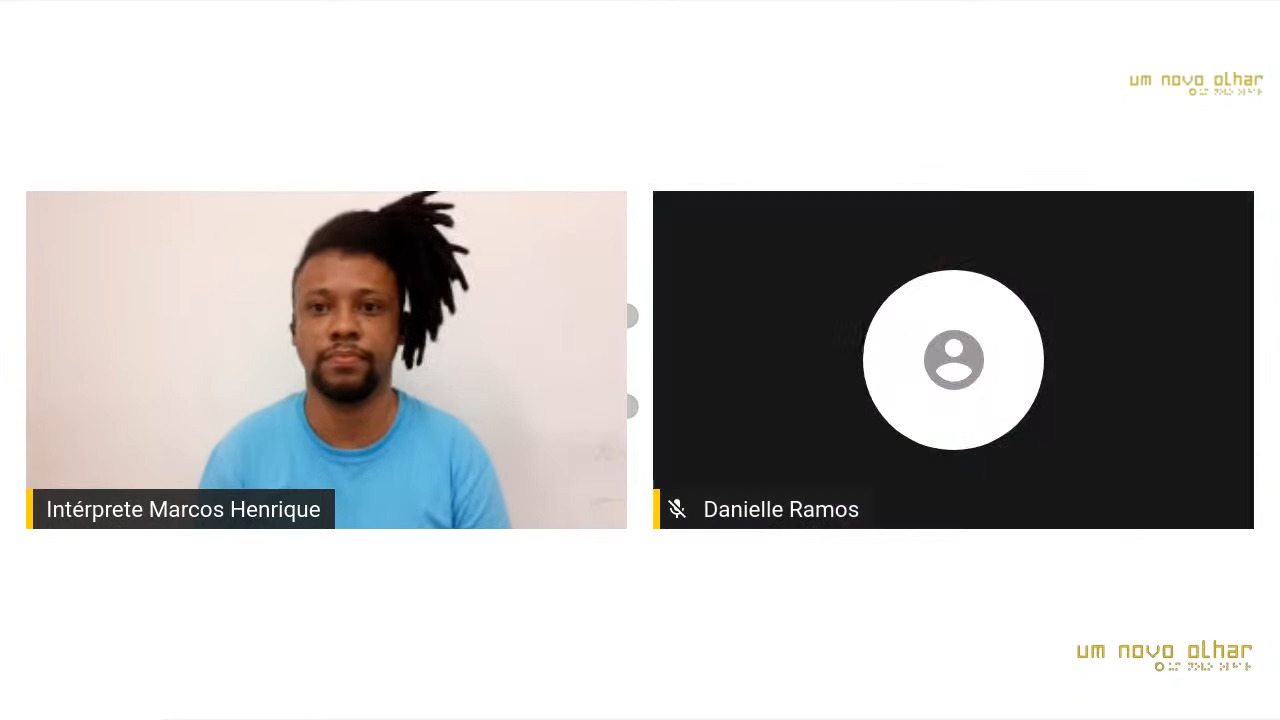 um novo olhar
Intérprete Marcos Henrique
Danielle Ramos
um novo olhar